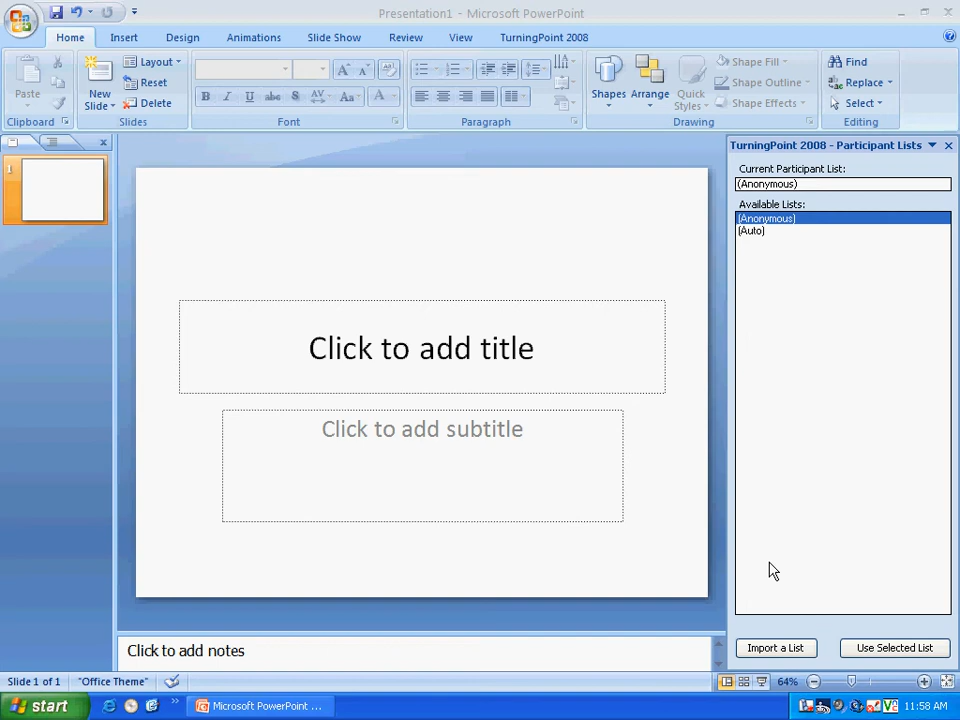 Presentation1 - Microsoft PowerPoint
Home Insert Design Animations Slide Show Review View TurningPoint 2008
Paste
New Slide
Layout
Reset
Delete
B I U abc S AV Aa A
Shapes Arrange Quick Styles
Shape Fill
Shape Outline
Shape Effects
Find
Replace
Select
Clipboard Slides Font Paragraph Drawing Editing
1
Click to add title
Click to add subtitle
Click to add notes
TurningPoint 2008 - Participant Lists
Current Participant List:
(Anonymous)
Available Lists:
(Anonymous)
(Auto)
Import a List Use Selected List
Slide 1 of 1 "Office Theme" 64%
start Microsoft PowerPoint ... 11:58 AM